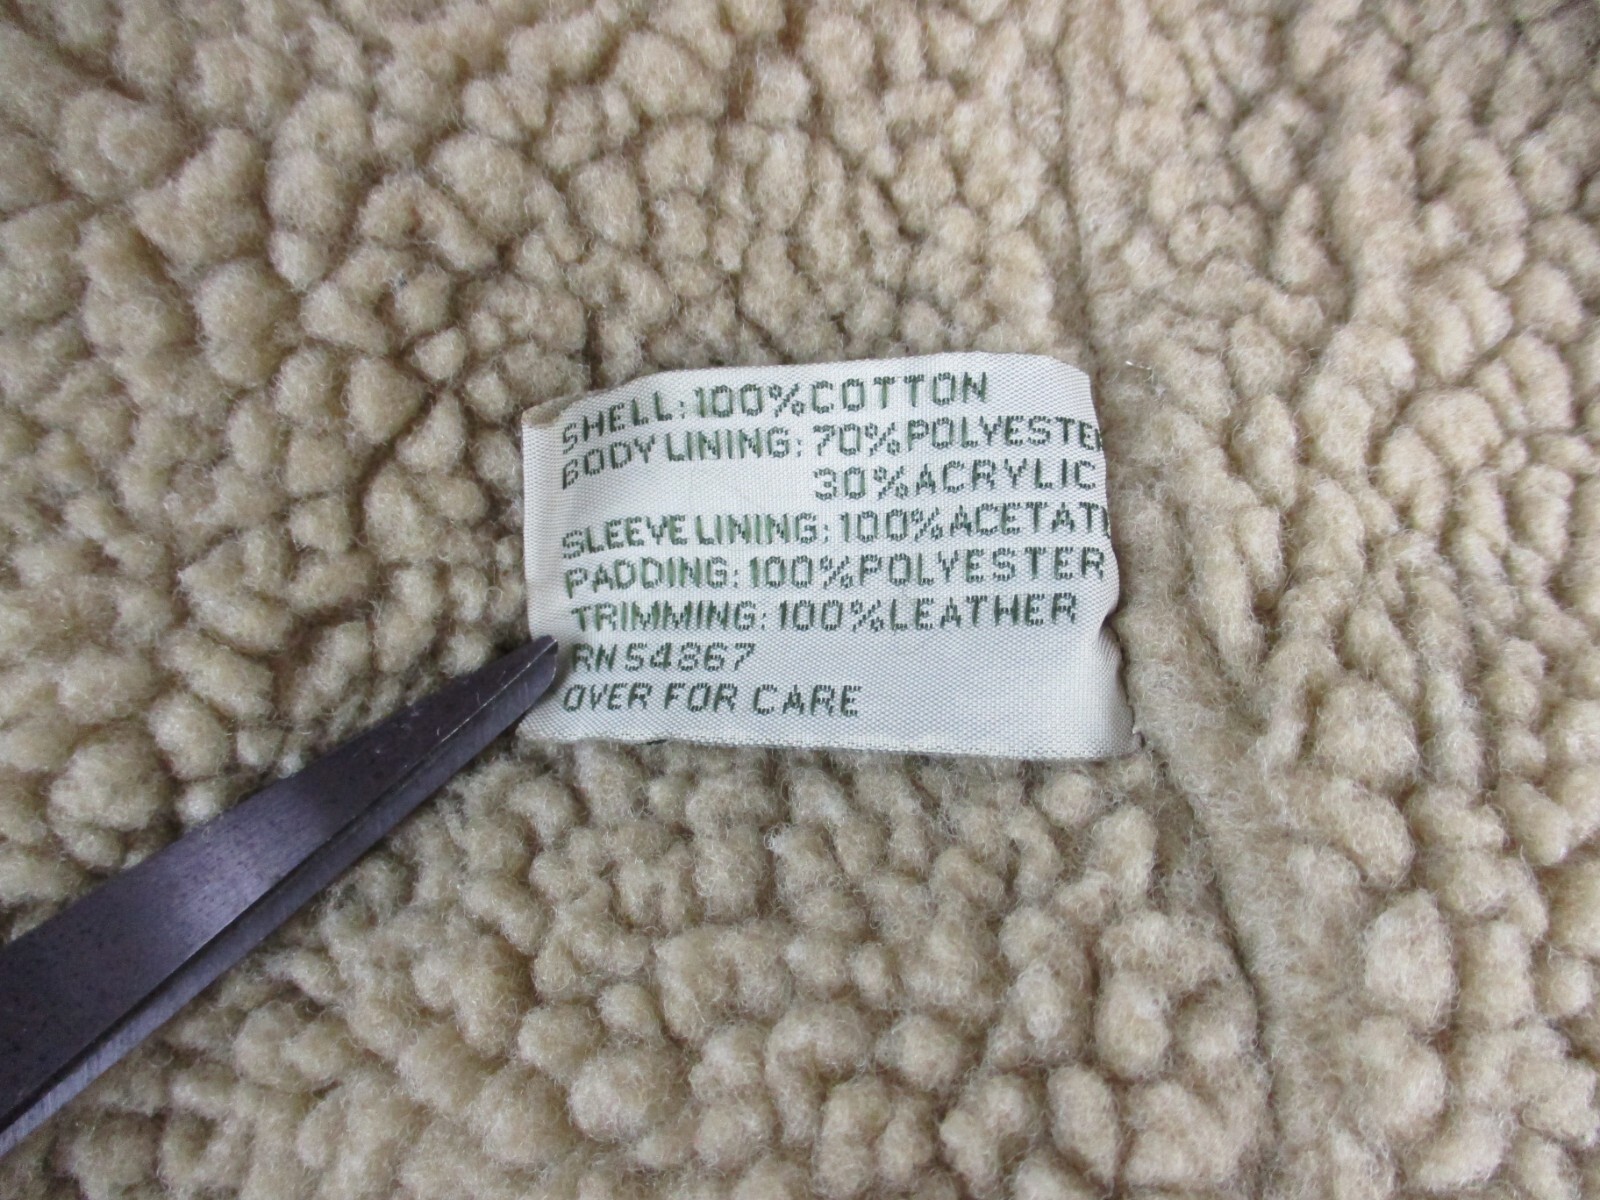 SHELL: 100% COTTON
BODY LINING: 70% POLYESTER
30% ACRYLIC
SLEEVE LINING: 100% ACETATE
PADDING: 100% POLYESTER
TRIMMING: 100% LEATHER
RN54867
OVER FOR CARE